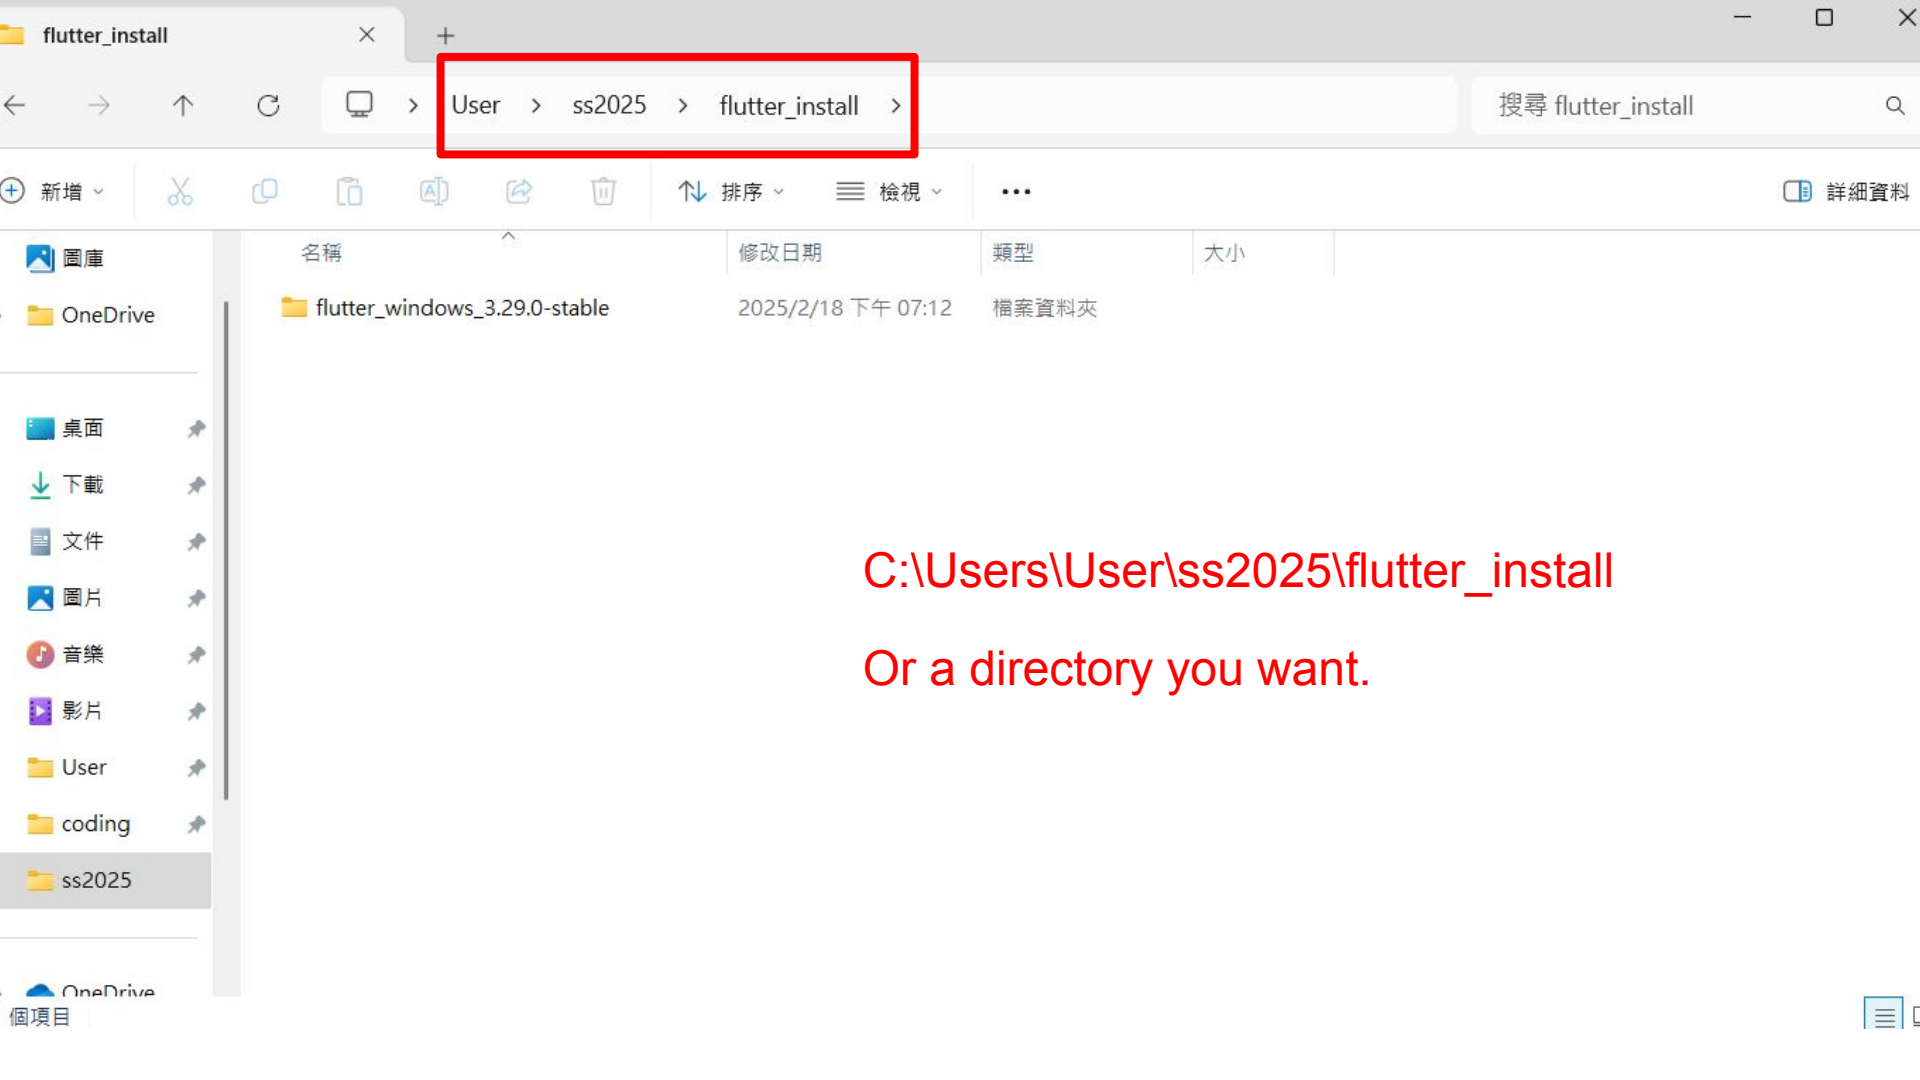 flutter_install
User > ss2025 > flutter_install >
搜尋 flutter_install
新增
排序
檢視
詳細資料
名稱 修改日期 類型 大小
flutter_windows_3.29.0-stable 2025/2/18 下午 07:12 檔案資料夾
圖庫
OneDrive
桌面
下載
文件
圖片
音樂
影片
User
coding
ss2025
OneDrive
個項目
C:\Users\User\ss2025\flutter_install
Or a directory you want.